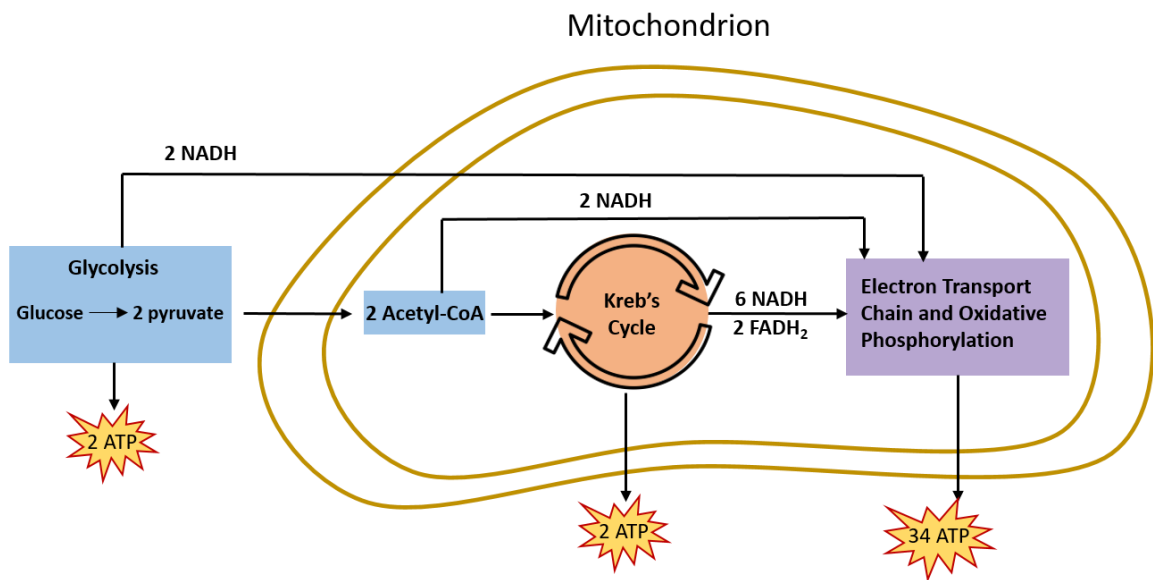 Mitochondrion
2 NADH
2 NADH
Glycolysis
Glucose 2 pyruvate
2 Acetyl-CoA
Kreb's
Cycle
6 NADH
2 FADH₂
Electron Transport
Chain and Oxidative
Phosphorylation
2 ATP
2 ATP
34 ATP